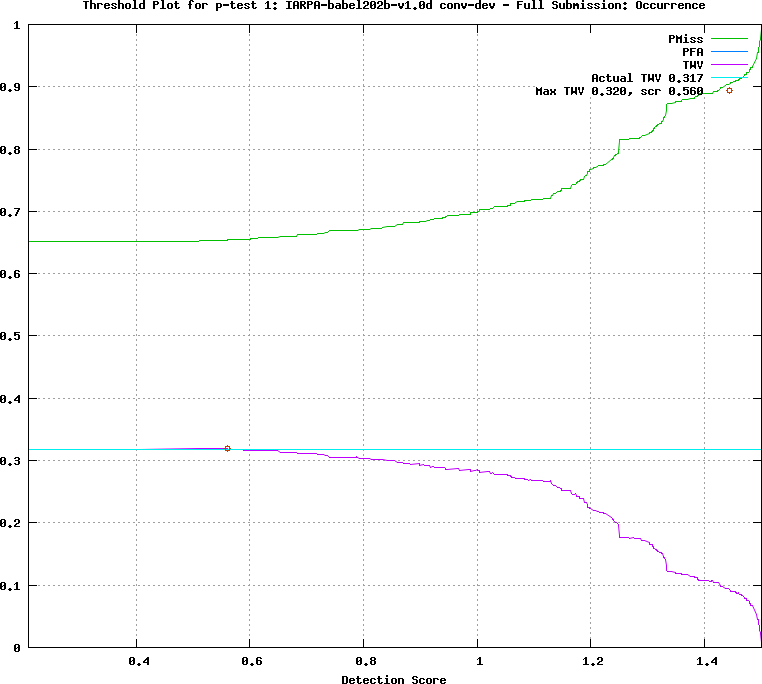 Threshold Plot for p-test 1: IARPA-babel202b-v1.0d conv-dev - Full Submission: Occurrence
1
PMiss
PFA
TWV
Actual TWV 0.317
Max TWV 0.320, scr 0.560
0.9
0.8
0.7
0.6
0.5
0.4
0.3
0.2
0.1
0
0.4 0.6 0.8 1 1.2 1.4
Detection Score